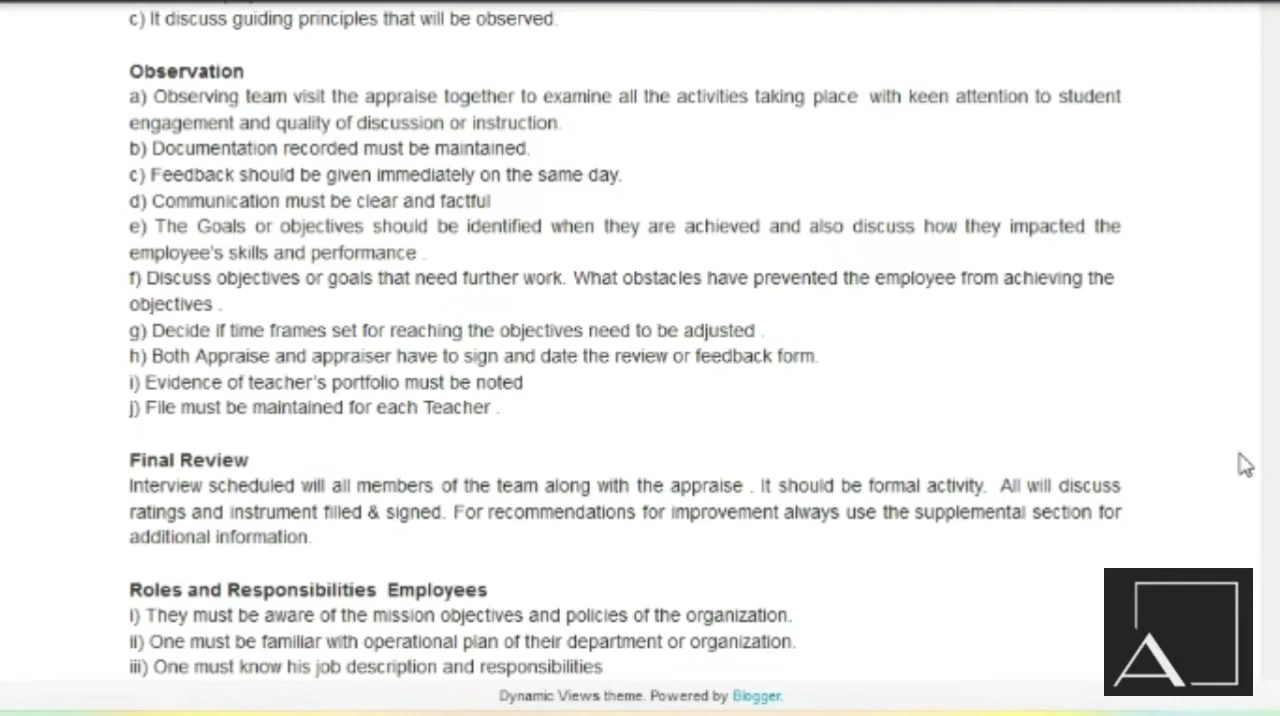 c) It discuss guiding principles that will be observed.
Observation
a) Observing team visit the appraise together to examine all the activities taking place with keen attention to student
engagement and quality of discussion or instruction.
b) Documentation recorded must be maintained.
c) Feedback should be given immediately on the same day.
d) Communication must be clear and factful
e) The Goals or objectives should be identified when they are achieved and also discuss how they impacted the
employee's skills and performance .
f) Discuss objectives or goals that need further work. What obstacles have prevented the employee from achieving the
objectives .
g) Decide if time frames set for reaching the objectives need to be adjusted .
h) Both Appraise and appraiser have to sign and date the review or feedback form.
i) Evidence of teacher's portfolio must be noted
j) File must be maintained for each Teacher .
Final Review
Interview scheduled will all members of the team along with the appraise . It should be formal activity. All will discuss
ratings and instrument filled & signed. For recommendations for improvement always use the supplemental section for
additional information.
Roles and Responsibilities Employees
i) They must be aware of the mission objectives and policies of the organization.
ii) One must be familiar with operational plan of their department or organization.
iii) One must know his job description and responsibilities
Dynamic Views theme. Powered by Blogger.
A